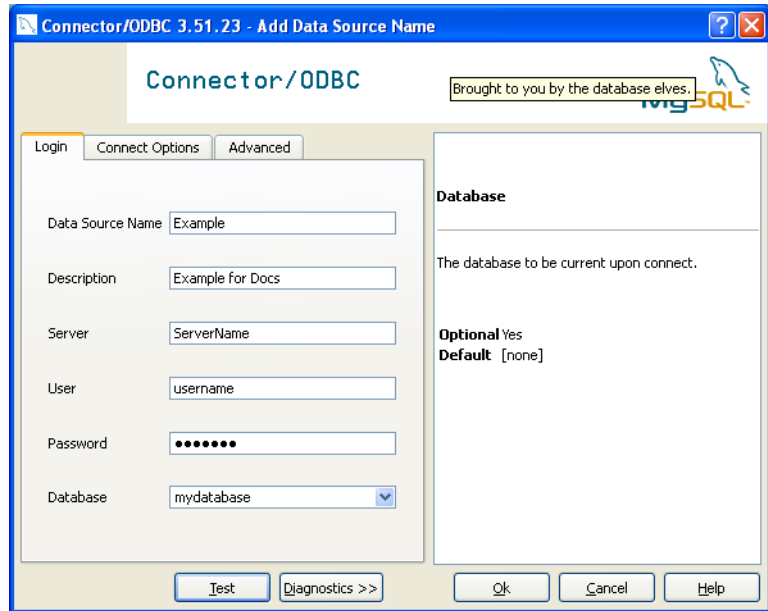 Connector/ODBC 3.51.23 - Add Data Source Name
Connector/ODBC
Brought to you by the database elves.
MySQL
Login Connect Options Advanced
Data Source Name Example
Description Example for Docs
Server ServerName
User username
Password •••••••
Database mydatabase
Database
The database to be current upon connect.
Optional Yes
Default [none]
Test Diagnostics >> Ok Cancel Help